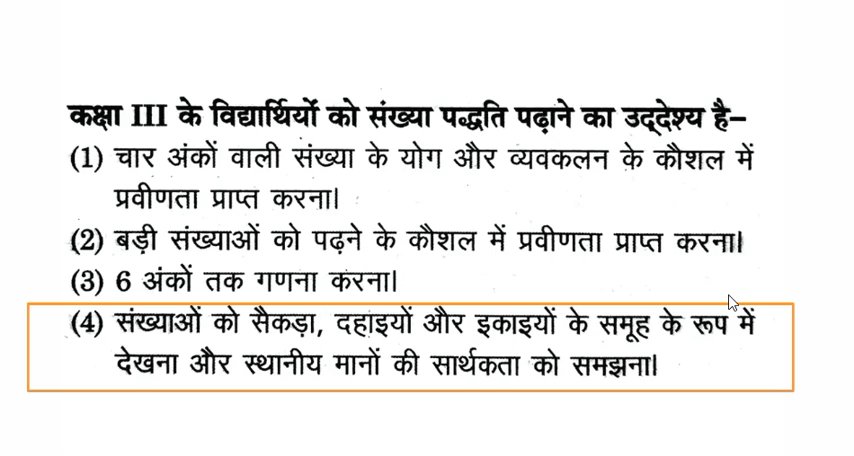 कक्षा III के विद्यार्थियों को संख्या पद्धति पढ़ाने का उद्देश्य है–
(1) चार अंकों वाली संख्या के योग और व्यवकलन के कौशल में
प्रवीणता प्राप्त करना।
(2) बड़ी संख्याओं को पढ़ने के कौशल में प्रवीणता प्राप्त करना।
(3) 6 अंकों तक गणना करना।
(4) संख्याओं को सैकड़ा, दहाइयों और इकाइयों के समूह के रूप में
देखना और स्थानीय मानों की सार्थकता को समझना।